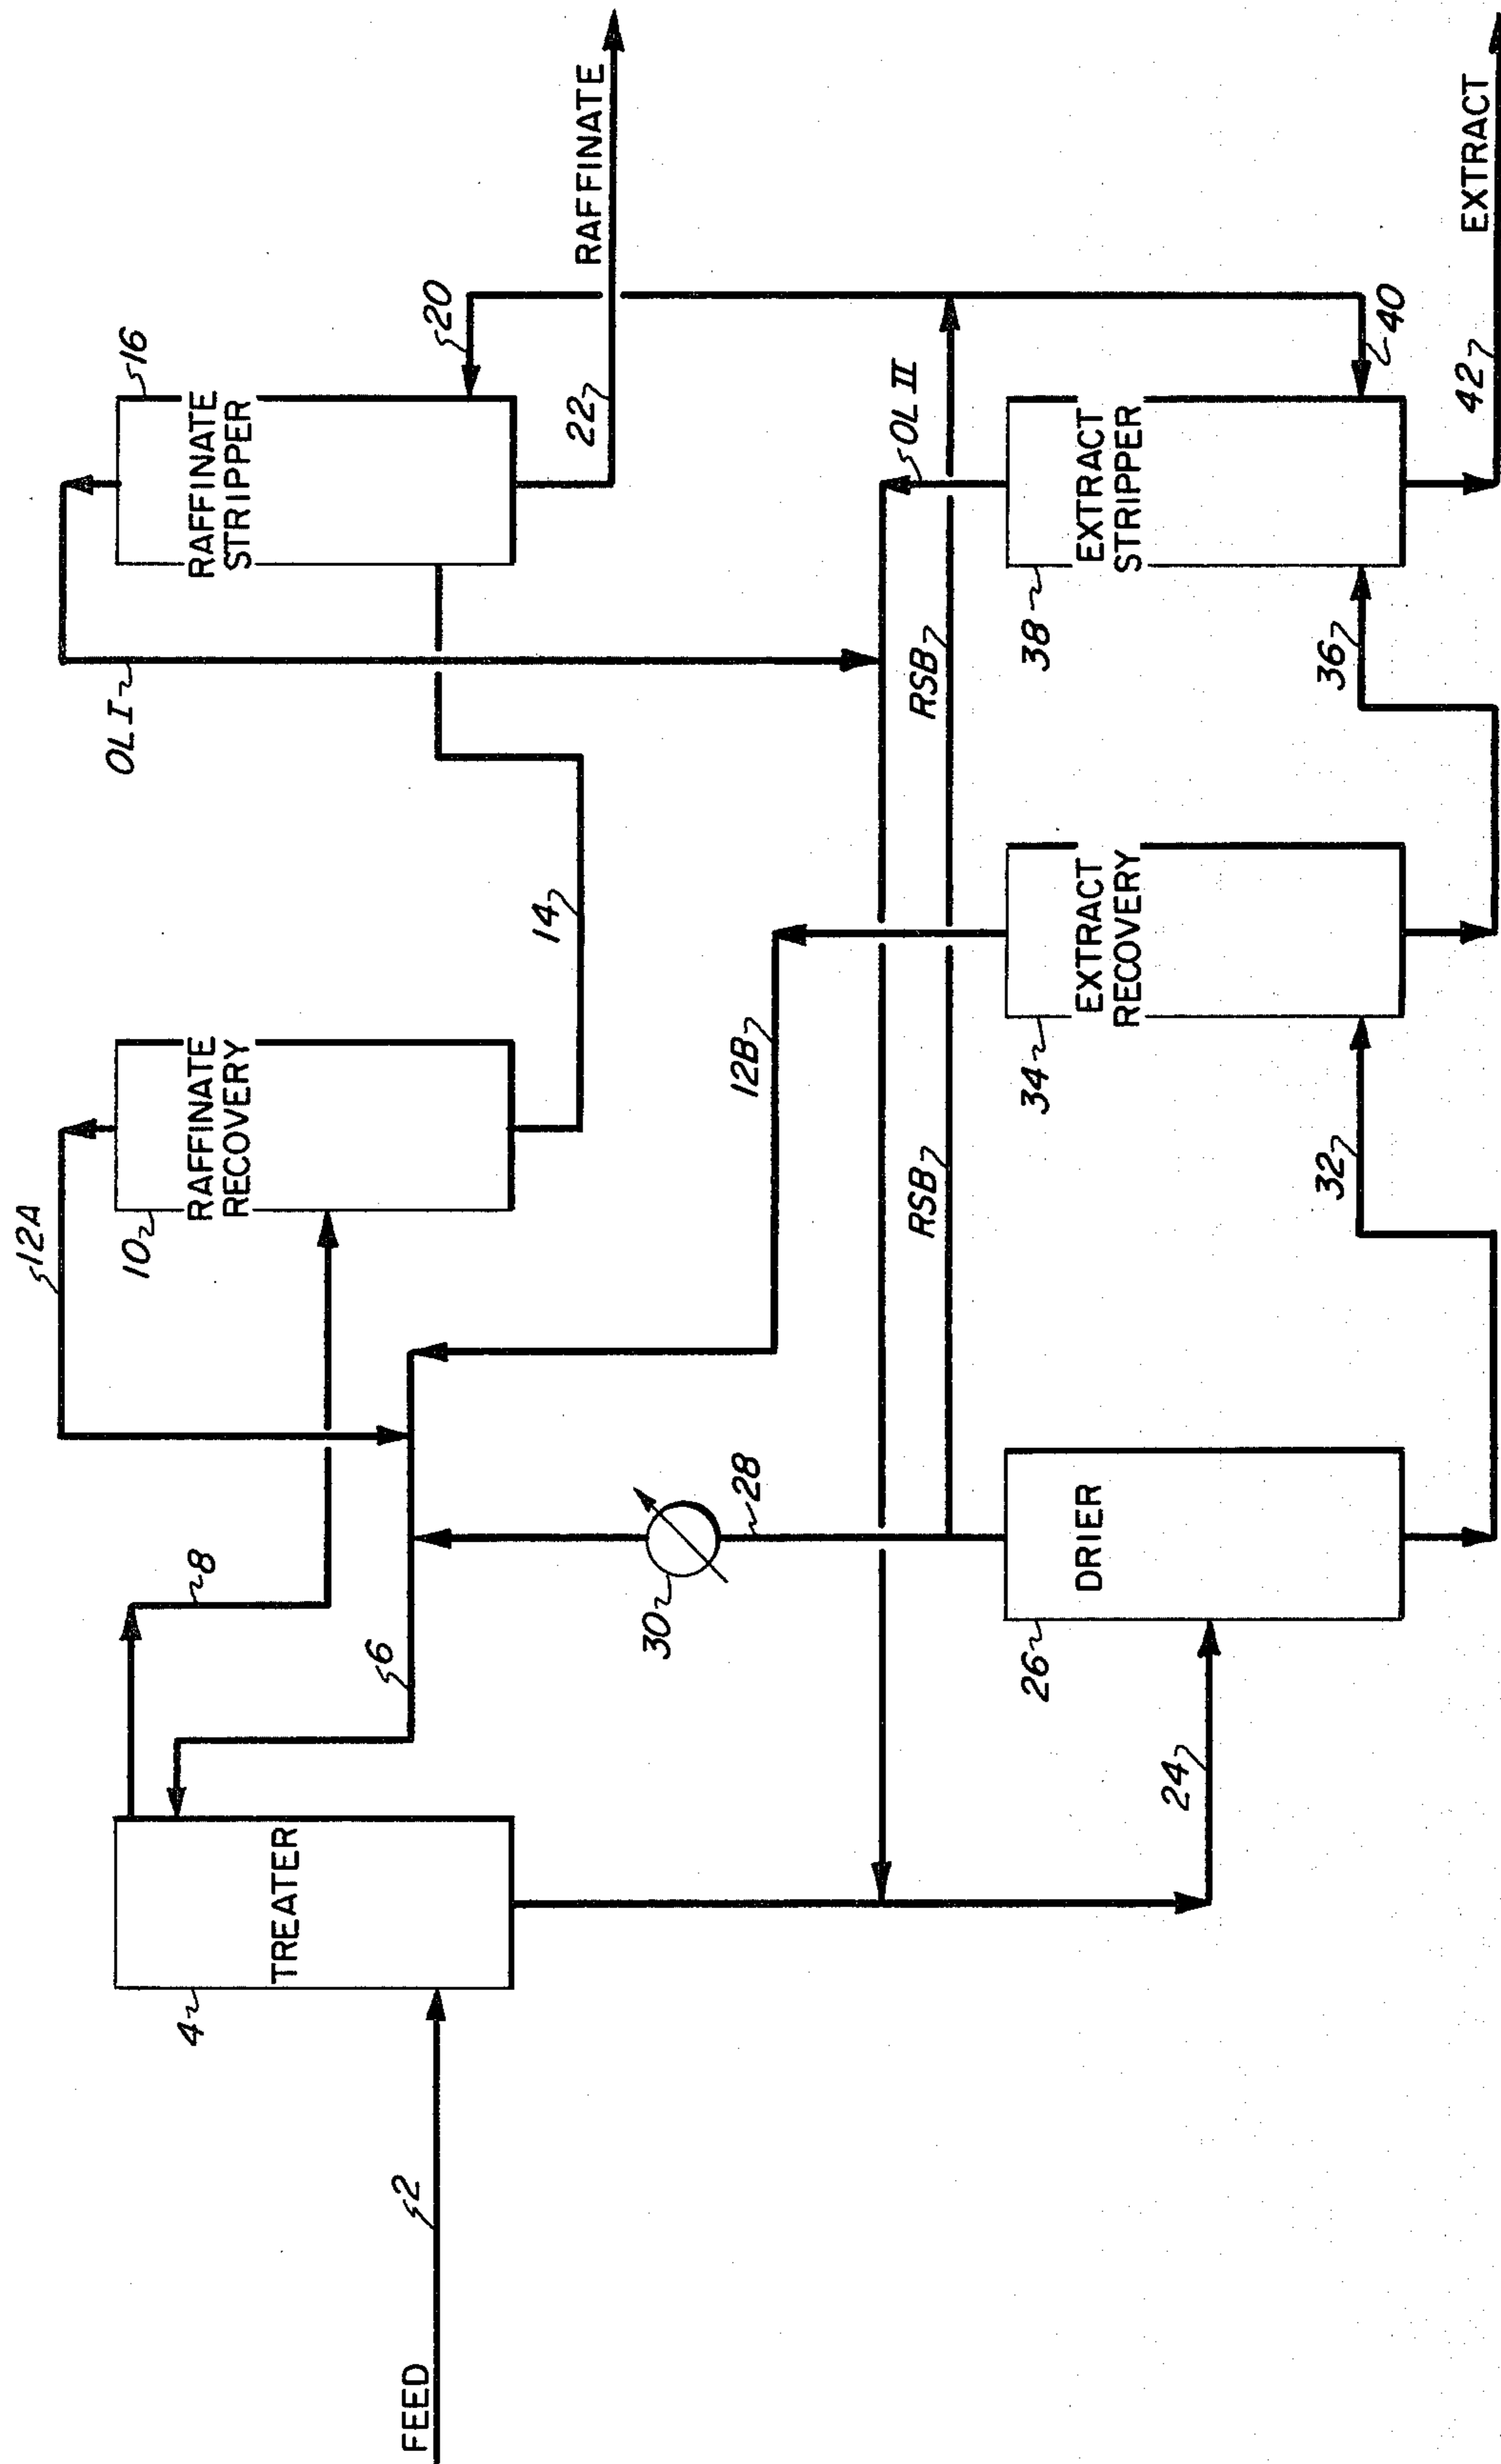 FEED
2
4
TREATER
8
6
12A
10
RAFFINATE
RECOVERY
14
OL I
16
RAFFINATE
STRIPPER
20
22
RAFFINATE
24
26
DRIER
28
30
12B
RSB
RSB
32
34
EXTRACT
RECOVERY
36
38
EXTRACT
STRIPPER
OL II
40
42
EXTRACT